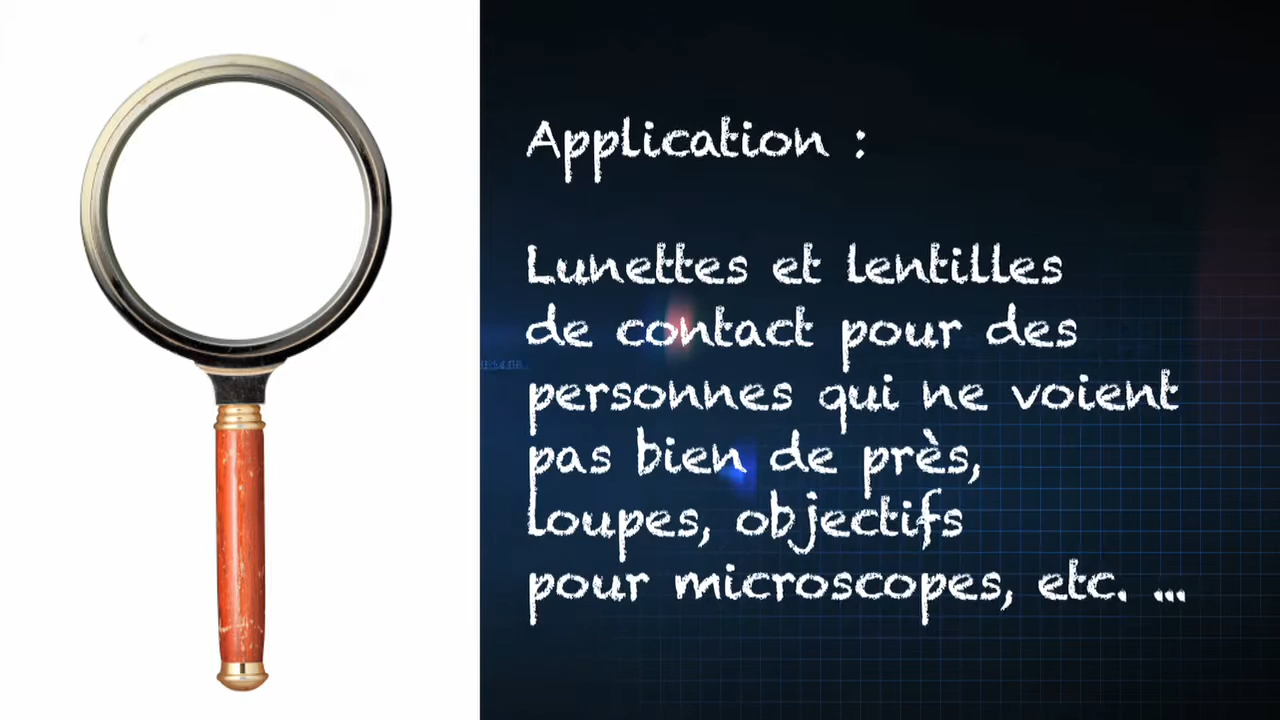 Application :
Lunettes et lentilles
de contact pour des
personnes qui ne voient
pas bien de près,
loupes, objectifs
pour microscopes, etc. ...